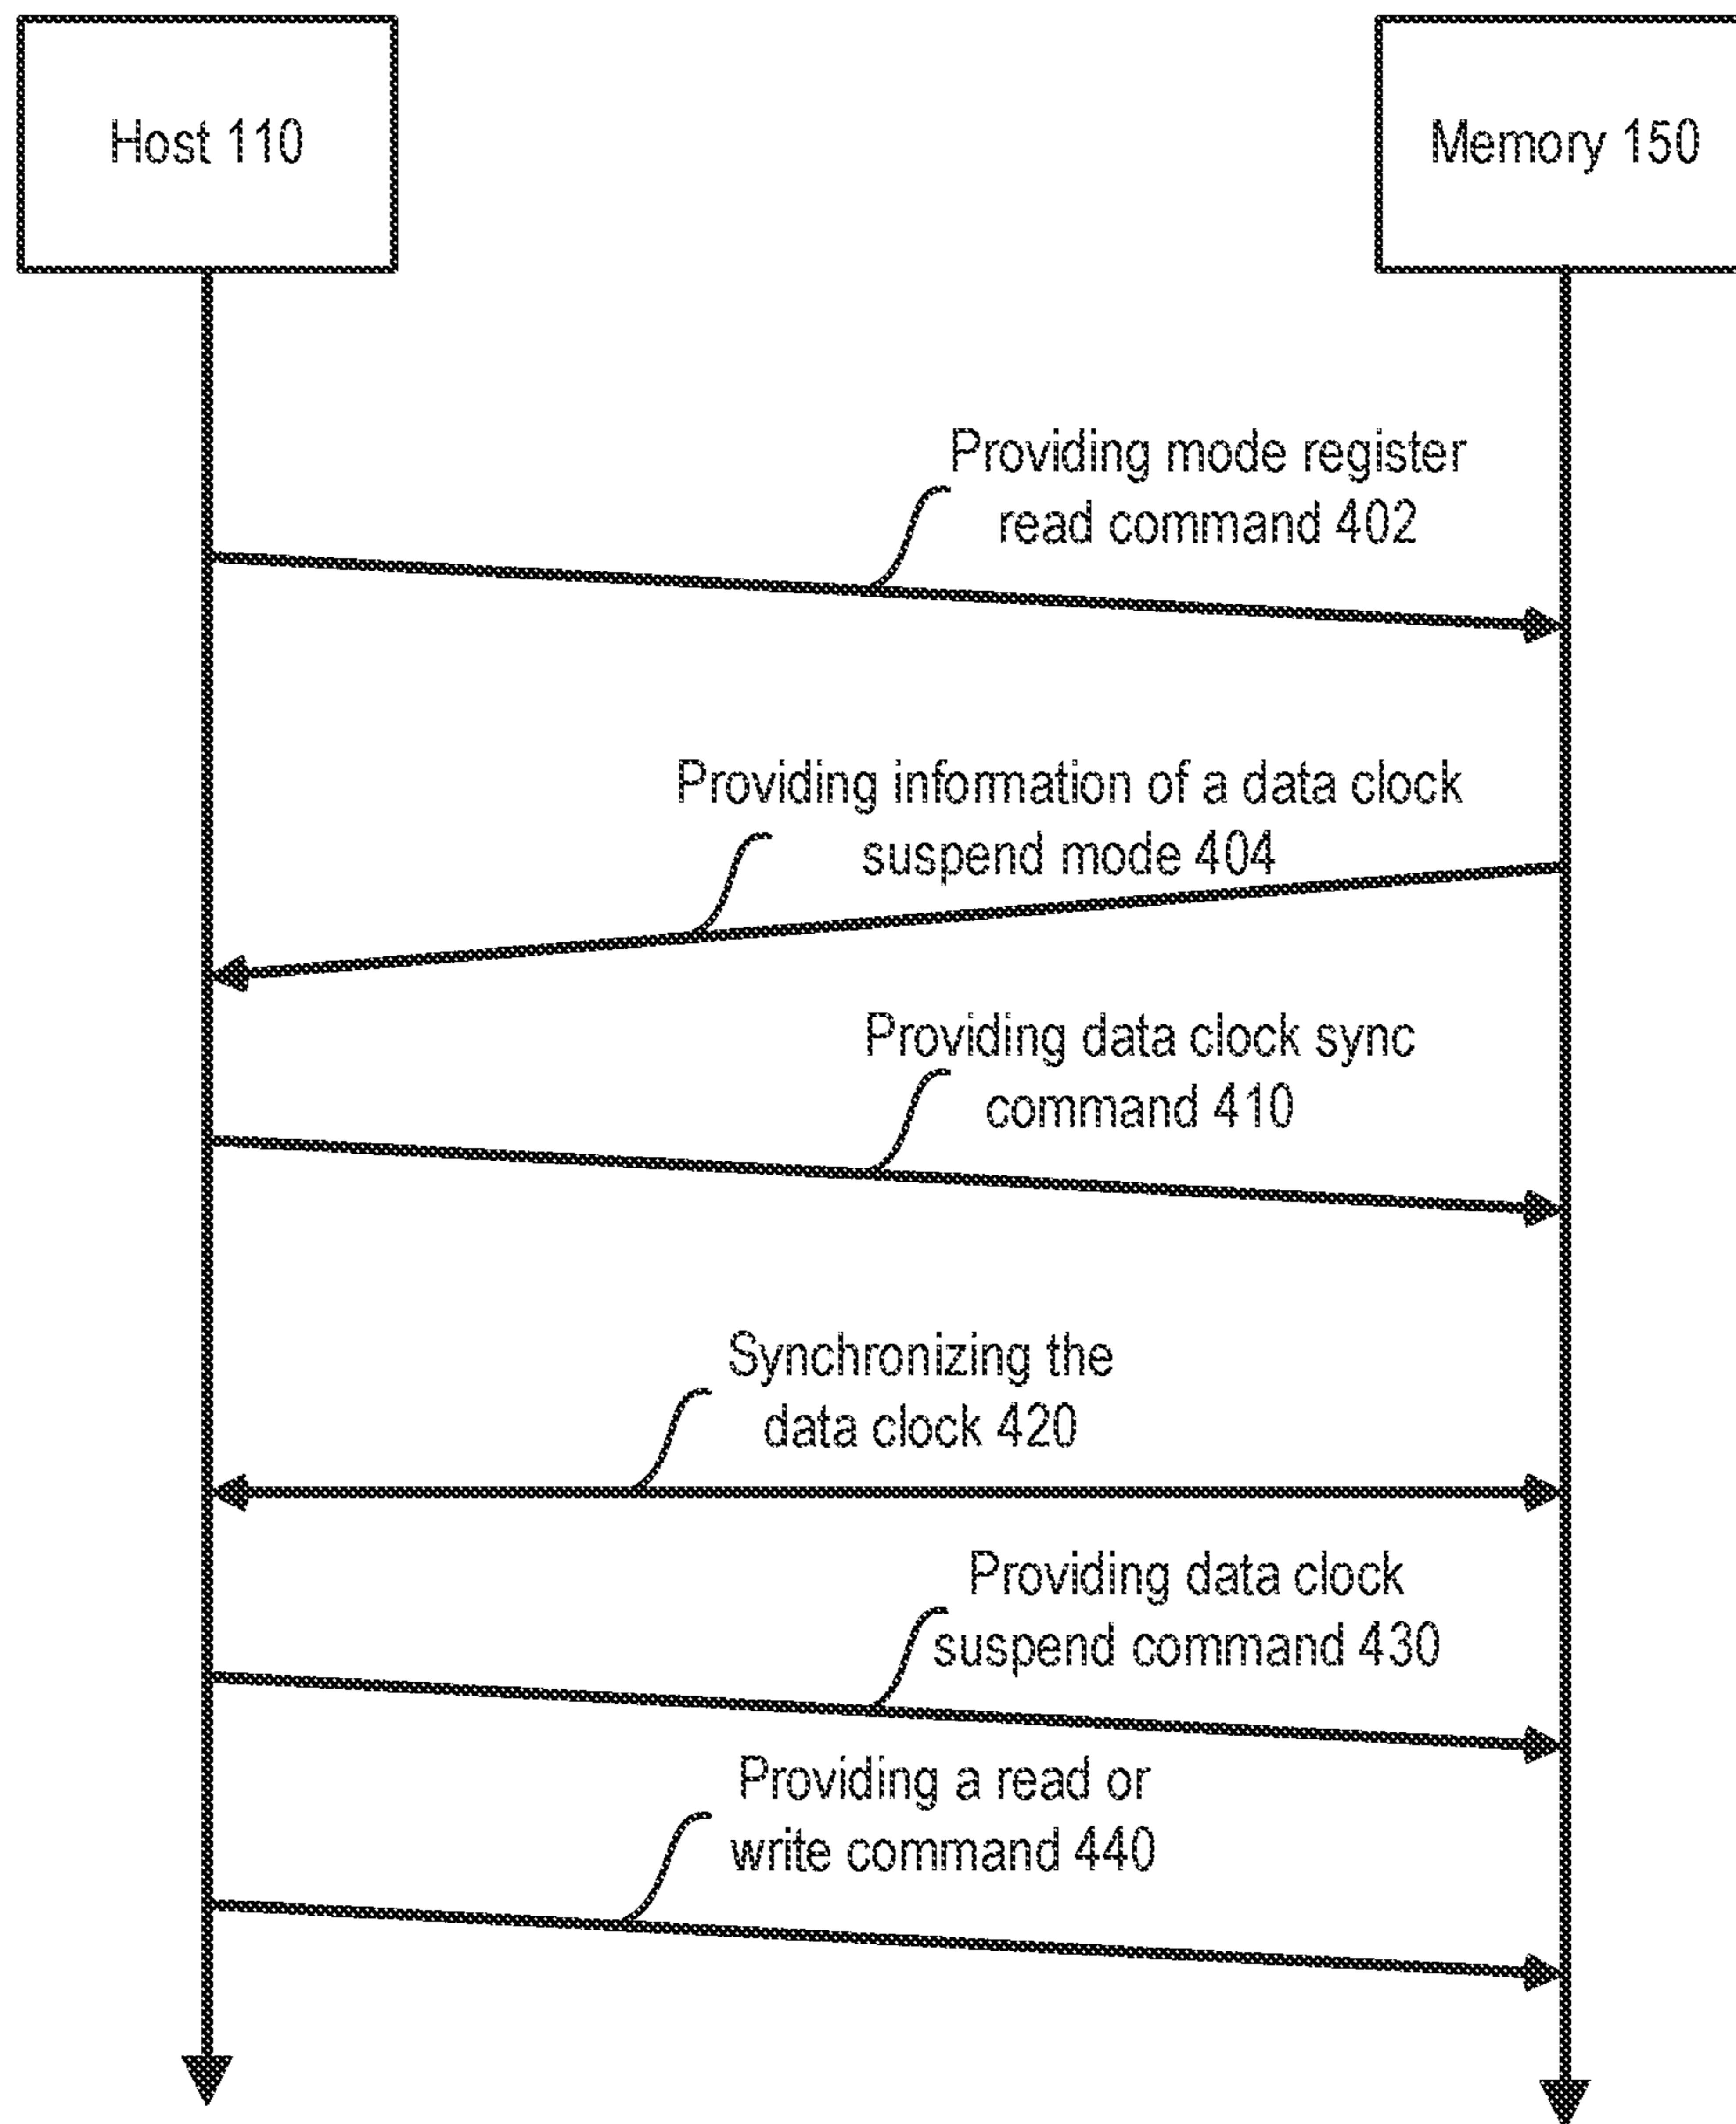 Host 110
Memory 150
Providing mode register
read command 402
Providing information of a data clock
suspend mode 404
Providing data clock sync
command 410
Synchronizing the
data clock 420
Providing data clock
suspend command 430
Providing a read or
write command 440